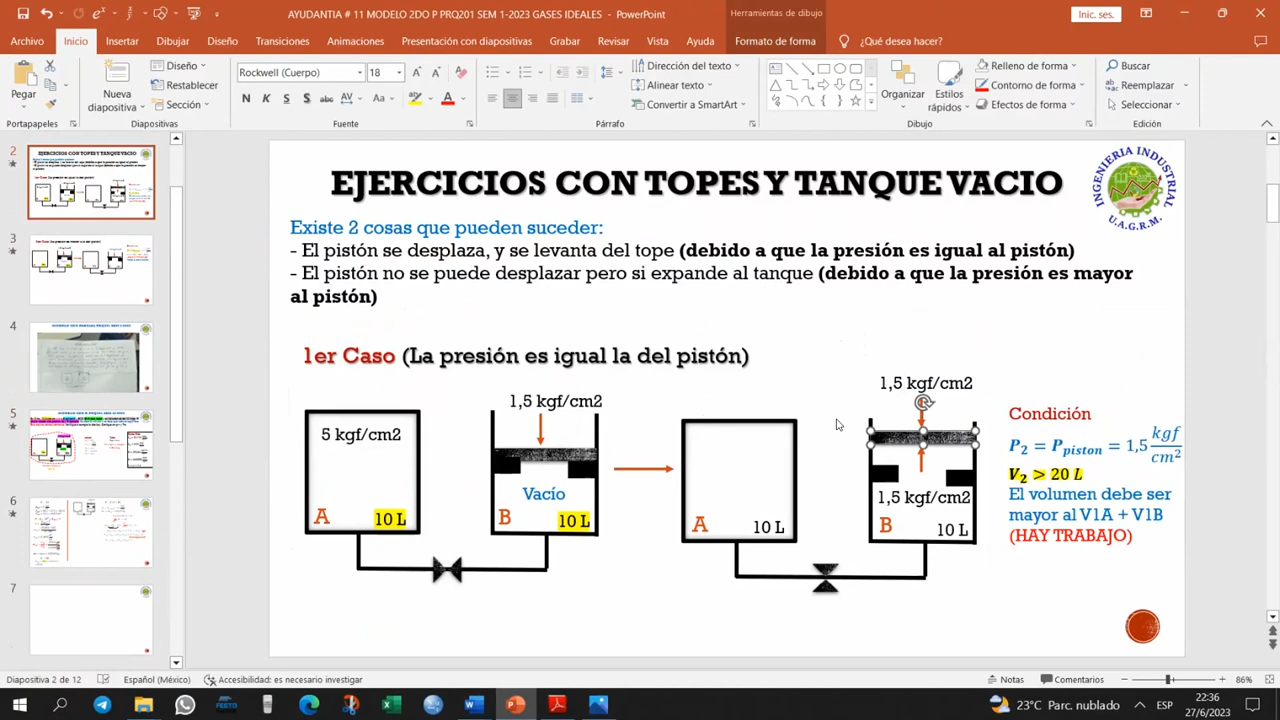 AYUDANTIA # 11 MODELO 2DO P PRQ201 SEM 1-2023 GASES IDEALES - PowerPoint
Herramientas de dibujo
Inic. ses.
Archivo Inicio Insertar Dibujar Diseño Transiciones Animaciones Presentación con diapositivas Grabar Revisar Vista Ayuda Formato de forma ¿Qué desea hacer?
Pegar
Nueva diapositiva
Diseño
Restablecer
Sección
Rockwell (Cuerpo) 18
N K S S abc AV Aa A
Dirección del texto
Alinear texto
Convertir a SmartArt
Organizar
Estilos rápidos
Relleno de forma
Contorno de forma
Efectos de forma
Buscar
Reemplazar
Seleccionar
Portapapeles Diapositivas Fuente Párrafo Dibujo Edición
2
3
4
5
6
7
EJERCICIOS CON TOPES Y TANQUE VACIO
INGENIERIA INDUSTRIAL
U.A.G.R.M.
Existe 2 cosas que pueden suceder:
- El pistón se desplaza, y se levanta del tope (debido a que la presión es igual al pistón)
- El pistón no se puede desplazar pero si expande al tanque (debido a que la presión es mayor
al pistón)
1er Caso (La presión es igual la del pistón)
5 kgf/cm2
A 10 L
1,5 kgf/cm2
Vacío
B 10 L
A 10 L
1,5 kgf/cm2
1,5 kgf/cm2
B 10 L
Condición
P2 = Ppiston = 1,5 kgf/cm2
V2 > 20 L
El volumen debe ser
mayor al V1A + V1B
(HAY TRABAJO)
Diapositiva 2 de 12 Español (México) Accesibilidad: es necesario investigar Notas Comentarios 86%
23°C Parc. nublado ESP 22:36
27/6/2023